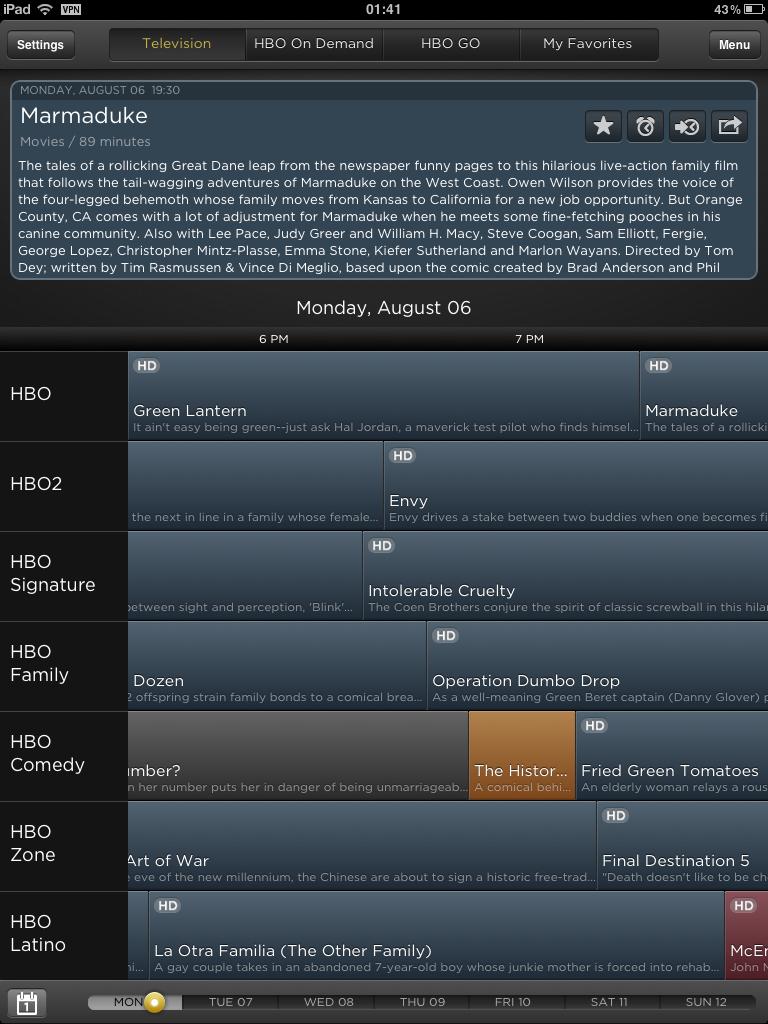 iPad VPN 01:41 43%
Settings Television HBO On Demand HBO GO My Favorites Menu
MONDAY, AUGUST 06 19:30
Marmaduke
Movies / 89 minutes
The tales of a rollicking Great Dane leap from the newspaper funny pages to this hilarious live-action family film
that follows the tail-wagging adventures of Marmaduke on the West Coast. Owen Wilson provides the voice of
the four-legged behemoth whose family moves from Kansas to California for a new job opportunity. But Orange
County, CA comes with a lot of adjustment for Marmaduke when he meets some fine-fetching pooches in his
canine community. Also with Lee Pace, Judy Greer and William H. Macy, Steve Coogan, Sam Elliott, Fergie,
George Lopez, Christopher Mintz-Plasse, Emma Stone, Kiefer Sutherland and Marlon Wayans. Directed by Tom
Dey; written by Tim Rasmussen & Vince Di Meglio, based upon the comic created by Brad Anderson and Phil
Monday, August 06
6 PM 7 PM
HBO
HD HD
Green Lantern Marmaduke
It ain't easy being green--just ask Hal Jordan, a maverick test pilot who finds himsel... The tales of a rollicki
HBO2
HD
Envy
the next in line in a family whose female... Envy drives a stake between two buddies when one becomes fi
HBO
Signature
HD
Intolerable Cruelty
etween sight and perception, 'Blink'... The Coen Brothers conjure the spirit of classic screwball in this hilar
HBO
Family
HD
Dozen Operation Dumbo Drop
2 offspring strain family bonds to a comical brea... As a well-meaning Green Beret captain (Danny Glover) p
HBO
Comedy
HD
umber? The Histor... Fried Green Tomatoes
n her number puts her in danger of being unmarriageab... A comical behi... An elderly woman relays a rous
HBO
Zone
HD
Art of War Final Destination 5
e eve of the new millennium, the Chinese are about to sign a historic free-trad... "Death doesn't like to be ch
HBO
Latino
HD HD
La Otra Familia (The Other Family) McEn
ni... A gay couple takes in an abandoned 7-year-old boy whose junkie mother is forced into rehab... John M
1 MON TUE 07 WED 08 THU 09 FRI 10 SAT 11 SUN 12